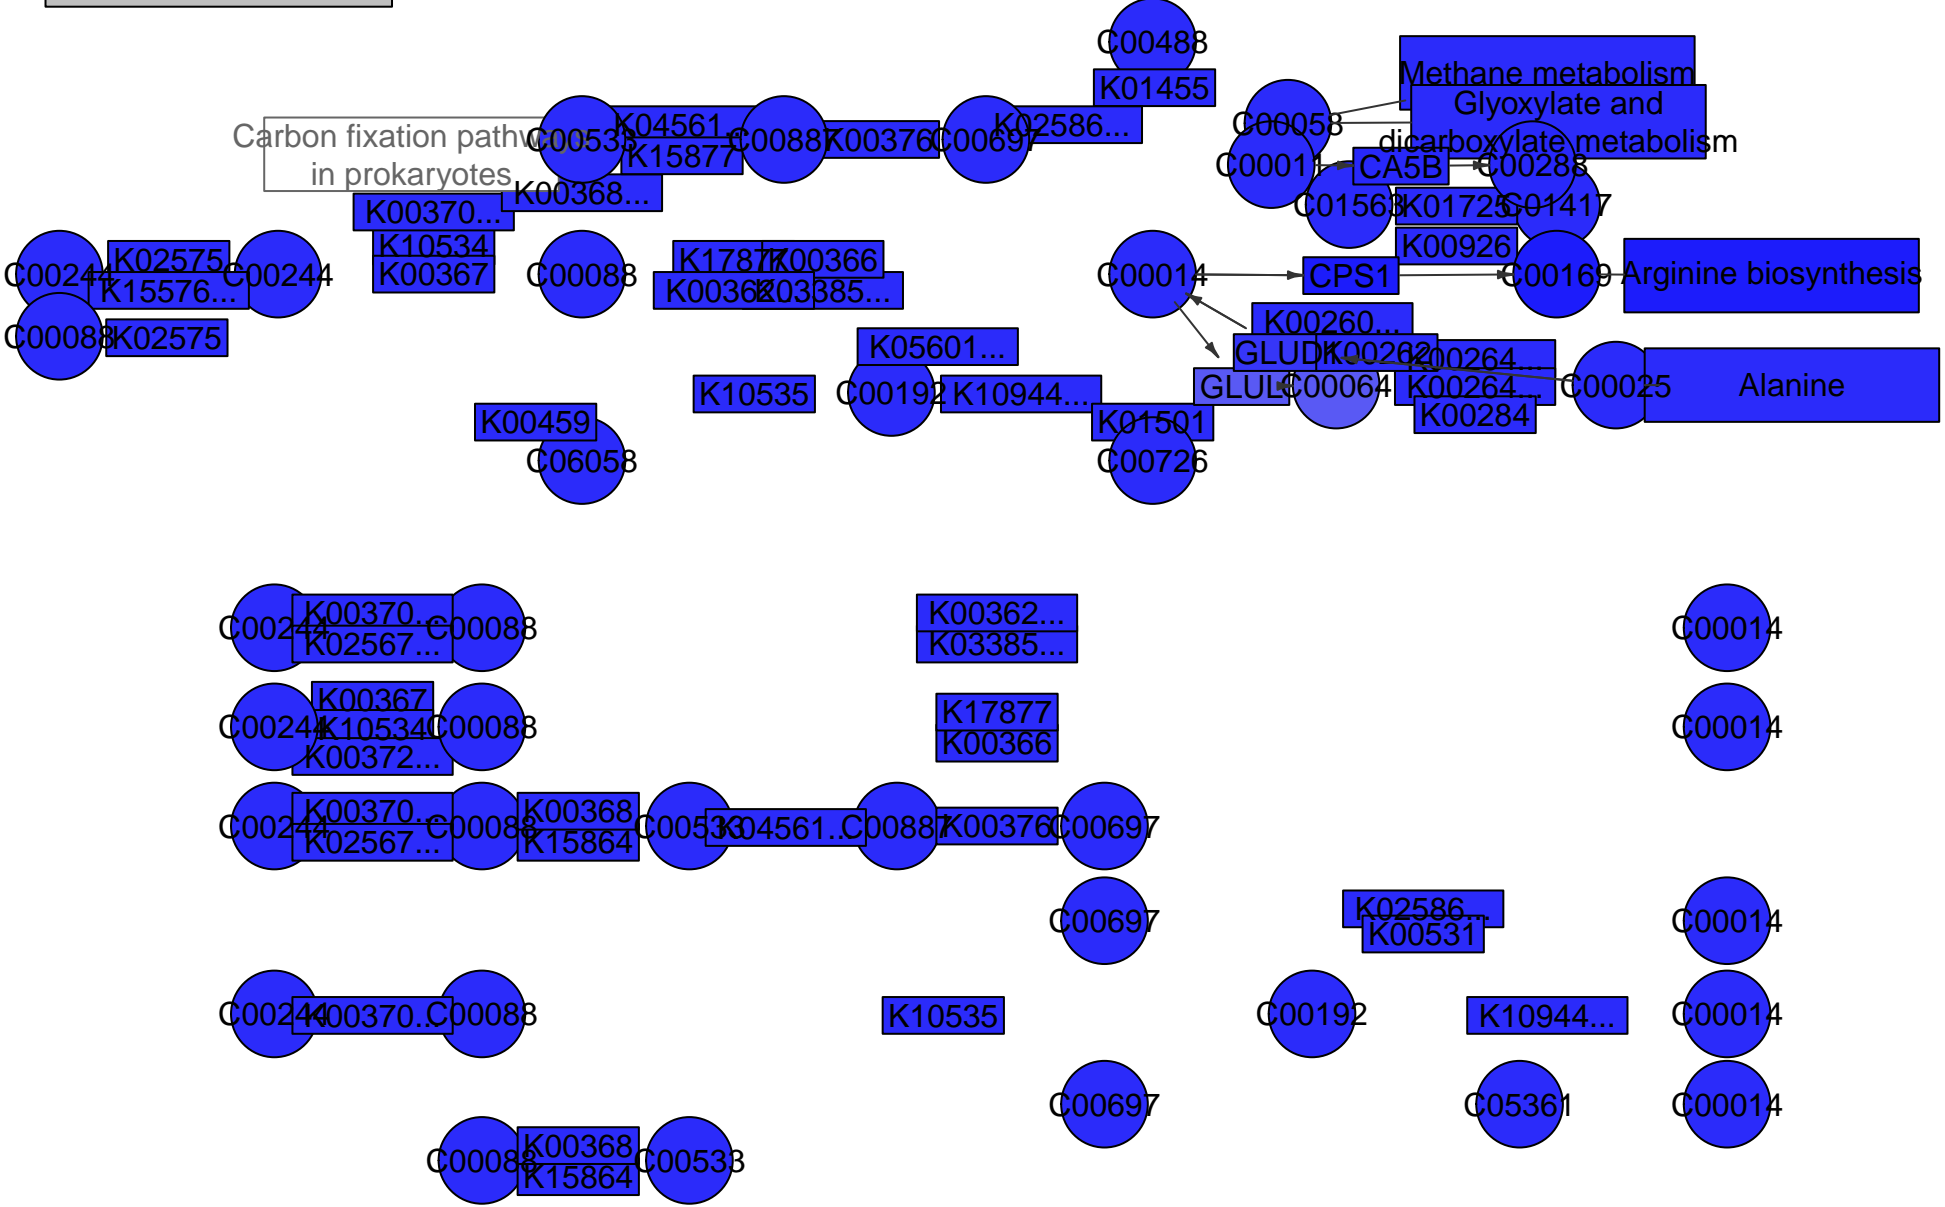 C00488
K01455
Methane metabolism
Glyoxylate and
dicarboxylate metabolism
Carbon fixation pathways
in prokaryotes
C00533
K04561...
K15877
C00887
K00376
C00697
K02586...
C00058
C00011
CA5B
C00288
K00368...
K00370...
C01563
K01725
C01417
K10534
K00367
K00926
C00244
K02575
K15576...
C00244
C00088
K17877
K00366
K00362...
K03385...
C00014
CPS1
C00169
Arginine biosynthesis
C00088
K02575
K00260...
GLUD1
K00262
K00264...
K05601...
K10535
C00192
K10944...
GLUL
C00064
K00264...
K00284
C00025
Alanine
K00459
C06058
K01501
C00726
C00244
K00370...
K02567...
C00088
K00362...
K03385...
C00014
C00244
K00367
K10534
K00372...
C00088
K17877
K00366
C00014
C00244
K00370...
K02567...
C00088
K00368
K15864
C00533
K04561...
C00887
K00376
C00697
C00697
K02586...
K00531
C00014
C00244
K00370...
C00088
K10535
C00192
K10944...
C00014
C00697
C05361
C00014
C00088
K00368
K15864
C00533